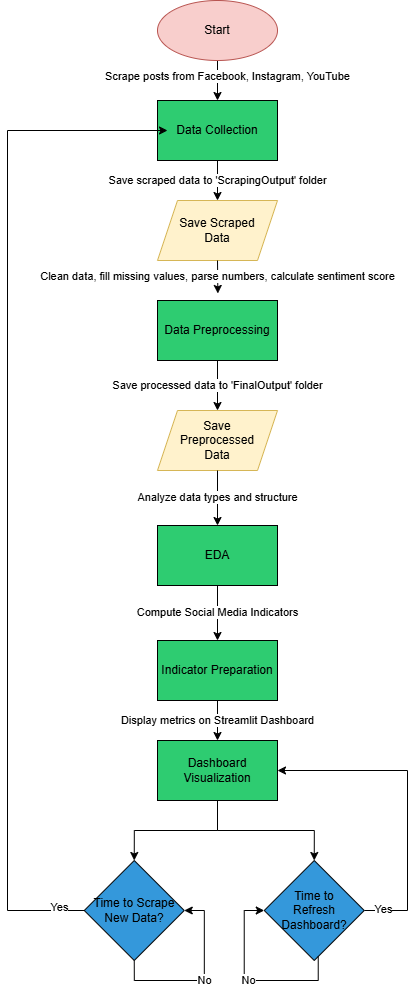 Start
Scrape posts from Facebook, Instagram, YouTube
Data Collection
Save scraped data to 'ScrapingOutput' folder
Save Scraped
Data
Clean data, fill missing values, parse numbers, calculate sentiment score
Data Preprocessing
Save processed data to 'FinalOutput' folder
Save
Preprocessed
Data
Analyze data types and structure
EDA
Compute Social Media Indicators
Indicator Preparation
Display metrics on Streamlit Dashboard
Dashboard
Visualization
Time to Scrape
New Data?
Yes
No
Time to
Refresh
Dashboard?
Yes
No